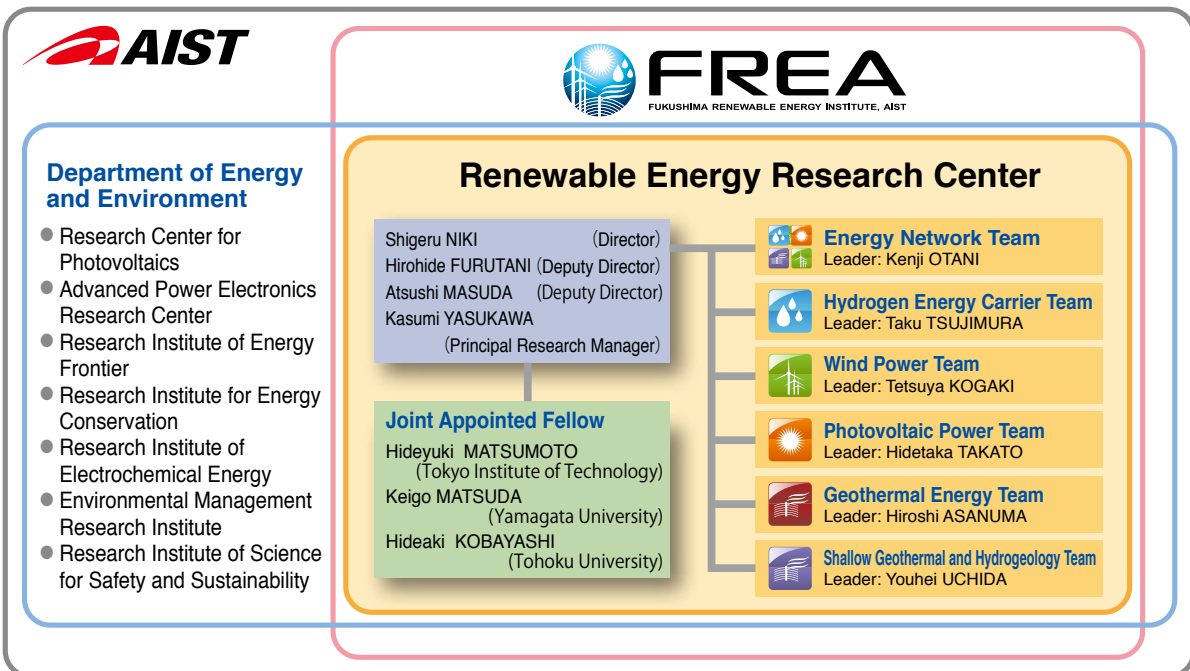 AIST
FREA
FUKUSHIMA RENEWABLE ENERGY INSTITUTE, AIST
Department of Energy
and Environment
● Research Center for
Photovoltaics
● Advanced Power Electronics
Research Center
● Research Institute of Energy
Frontier
● Research Institute for Energy
Conservation
● Research Institute of
Electrochemical Energy
● Environmental Management
Research Institute
● Research Institute of Science
for Safety and Sustainability
Renewable Energy Research Center
Shigeru NIKI (Director)
Hirohide FURUTANI (Deputy Director)
Atsushi MASUDA (Deputy Director)
Kasumi YASUKAWA
(Principal Research Manager)
Joint Appointed Fellow
Hideyuki MATSUMOTO
(Tokyo Institute of Technology)
Keigo MATSUDA
(Yamagata University)
Hideaki KOBAYASHI
(Tohoku University)
Energy Network Team
Leader: Kenji OTANI
Hydrogen Energy Carrier Team
Leader: Taku TSUJIMURA
Wind Power Team
Leader: Tetsuya KOGAKI
Photovoltaic Power Team
Leader: Hidetaka TAKATO
Geothermal Energy Team
Leader: Hiroshi ASANUMA
Shallow Geothermal and Hydrogeology Team
Leader: Youhei UCHIDA